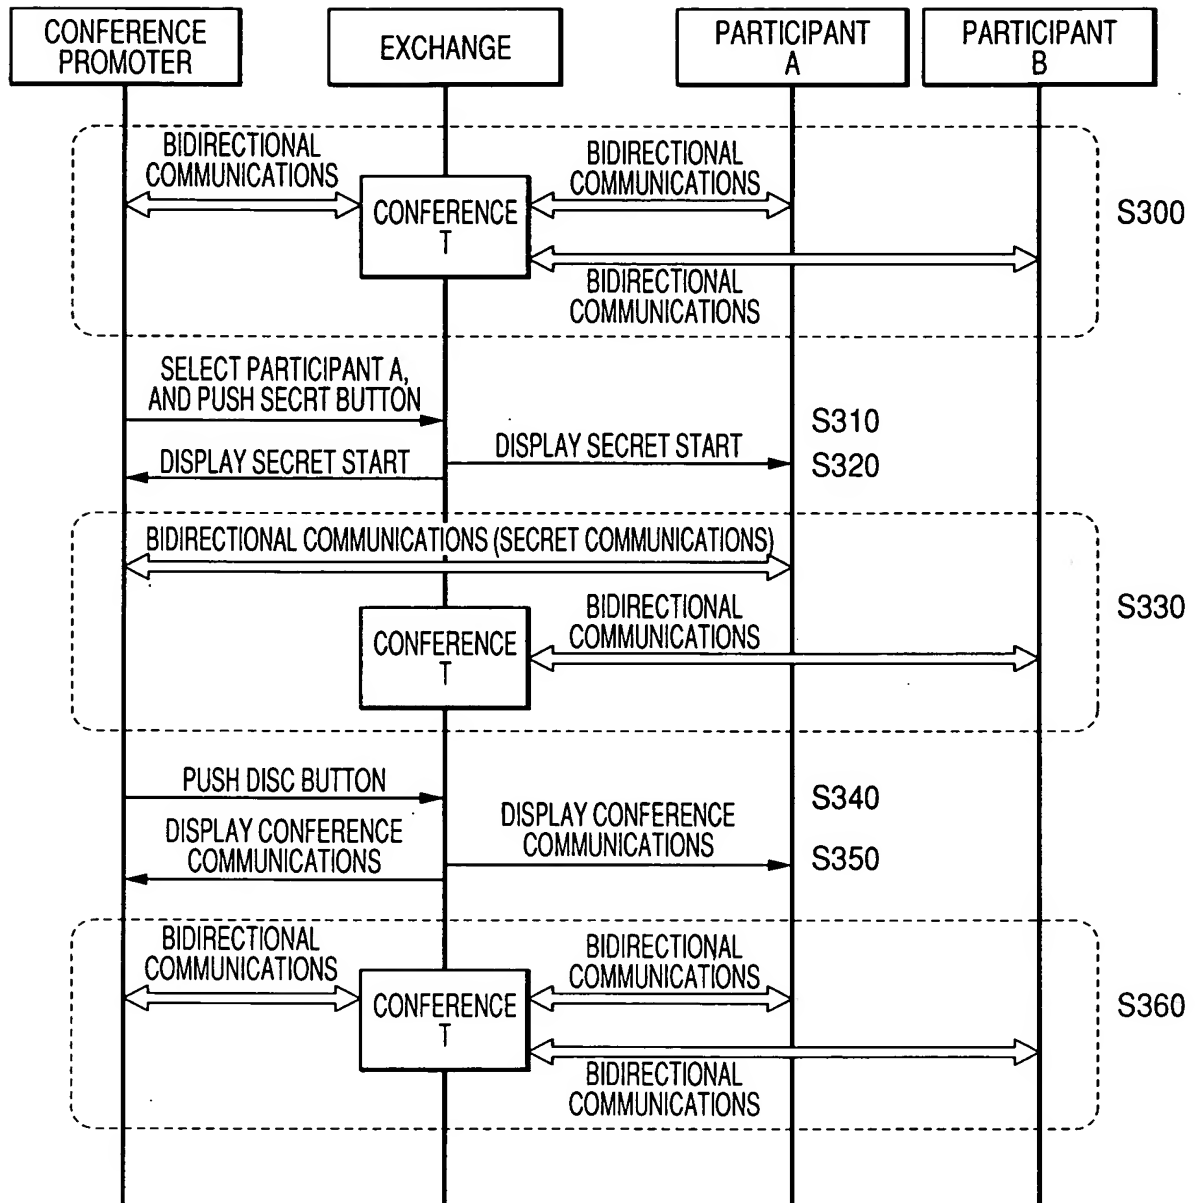 CONFERENCE
PROMOTER
EXCHANGE
PARTICIPANT
A
PARTICIPANT
B
BIDIRECTIONAL
COMMUNICATIONS
BIDIRECTIONAL
COMMUNICATIONS
CONFERENCE
T
S300
BIDIRECTIONAL
COMMUNICATIONS
SELECT PARTICIPANT A,
AND PUSH SECRT BUTTON
S310
DISPLAY SECRET START
DISPLAY SECRET START
S320
BIDIRECTIONAL COMMUNICATIONS (SECRET COMMUNICATIONS)
BIDIRECTIONAL
COMMUNICATIONS
S330
CONFERENCE
T
PUSH DISC BUTTON
S340
DISPLAY CONFERENCE
COMMUNICATIONS
DISPLAY CONFERENCE
COMMUNICATIONS
S350
BIDIRECTIONAL
COMMUNICATIONS
BIDIRECTIONAL
COMMUNICATIONS
CONFERENCE
T
S360
BIDIRECTIONAL
COMMUNICATIONS